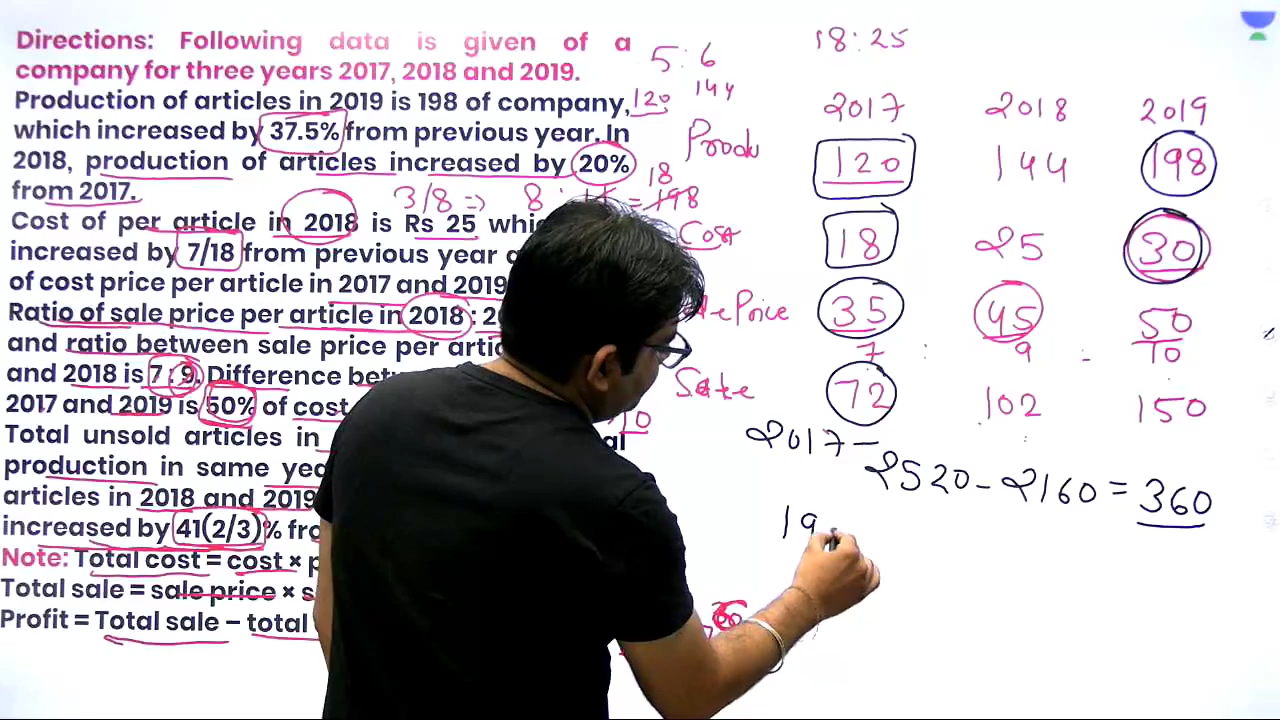 Directions: Following data is given of a
company for three years 2017, 2018 and 2019.
Production of articles in 2019 is 198 of company,
which increased by 37.5% from previous year. In
2018, production of articles increased by 20%
from 2017.
Cost of per article in 2018 is Rs 25
increased by 7/18 from previous year
of cost price per article in 2017 and 2019
Ratio of sale price per article in 2018 :
and ratio between sale price per
and 2018 is 7 : 9. Difference
2017 and 2019 is 50% of cost
Total unsold articles in
production in same
articles in 2018 and 2019
increased by 41(2/3)%
Note: Total cost = cost ×
Total sale = sale price ×
Profit = Total sale – total
5 : 6
144
120
18
3/8 => 8 : = 198
18 : 25
2017 2018 2019
Produ 120 144 198
Cost 18 25 30
Price 35 45 50
7 : 9 : 10
Sale 72 102 150
10
2017 - 2520 - 2160 = 360
19